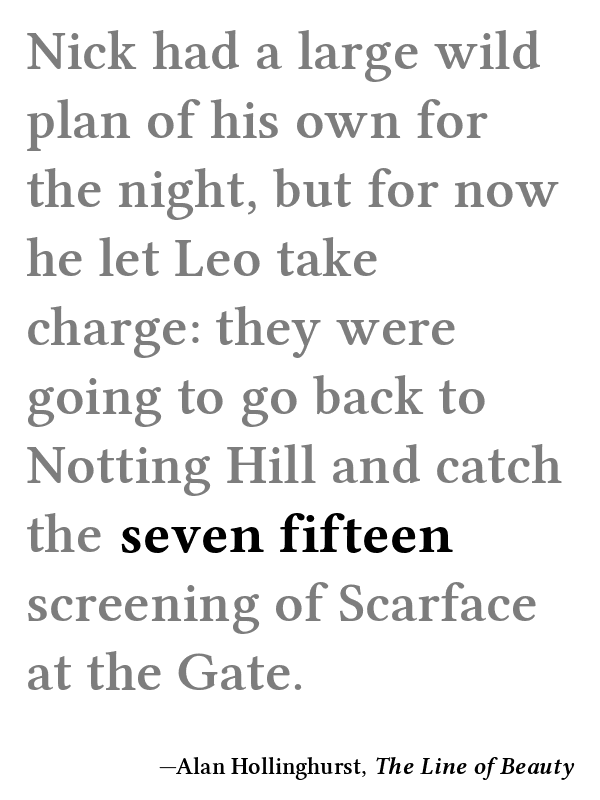 Nick had a large wild
plan of his own for
the night, but for now
he let Leo take
charge: they were
going to go back to
Notting Hill and catch
the seven fifteen
screening of Scarface
at the Gate.
—Alan Hollinghurst, The Line of Beauty